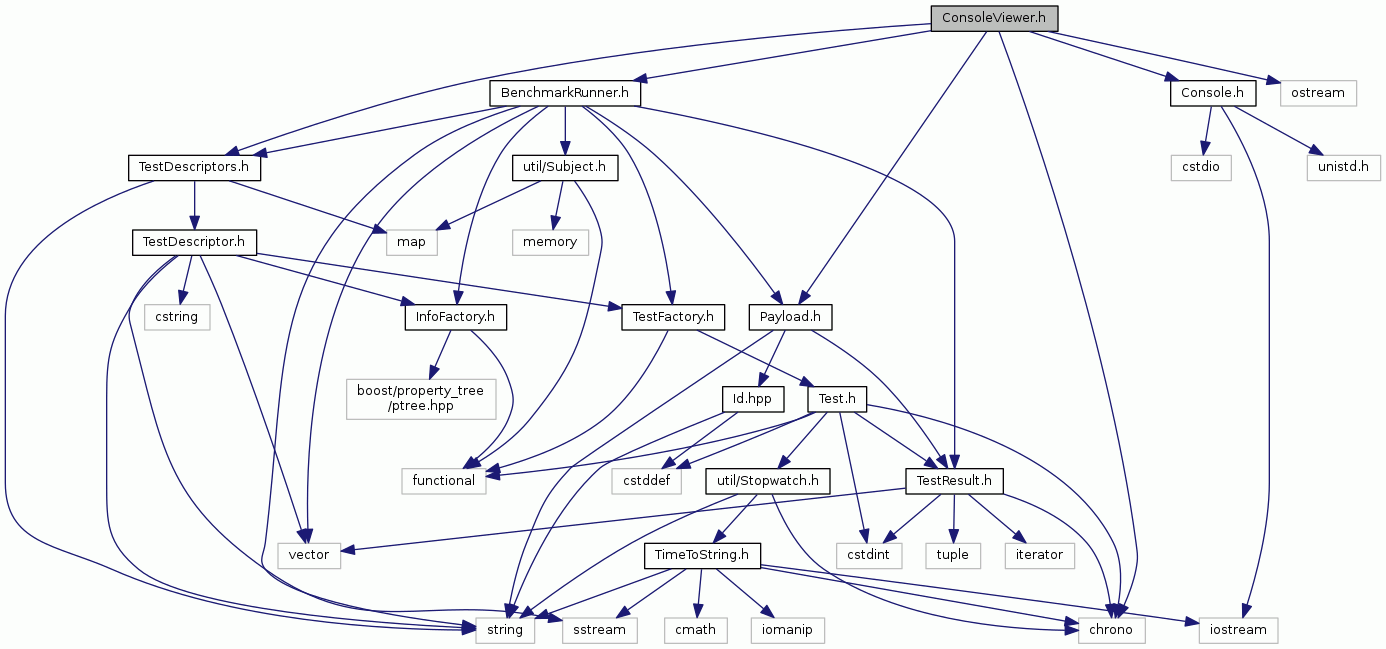 ConsoleViewer.h
BenchmarkRunner.h
Console.h
ostream
TestDescriptors.h
util/Subject.h
cstdio
unistd.h
TestDescriptor.h
map
memory
cstring
InfoFactory.h
TestFactory.h
Payload.h
boost/property_tree
/ptree.hpp
Id.hpp
Test.h
functional
cstddef
util/Stopwatch.h
TestResult.h
vector
TimeToString.h
cstdint
tuple
iterator
string
sstream
cmath
iomanip
chrono
iostream